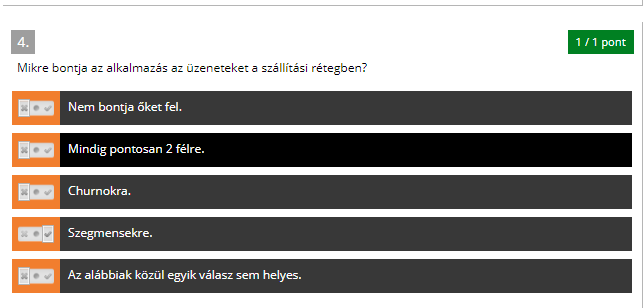 4.
1 / 1 pont
Mikre bontja az alkalmazás az üzeneteket a szállítási rétegben?
Nem bontja őket fel.
Mindig pontosan 2 félre.
Churnokra.
Szegmensekre.
Az alábbiak közül egyik válasz sem helyes.